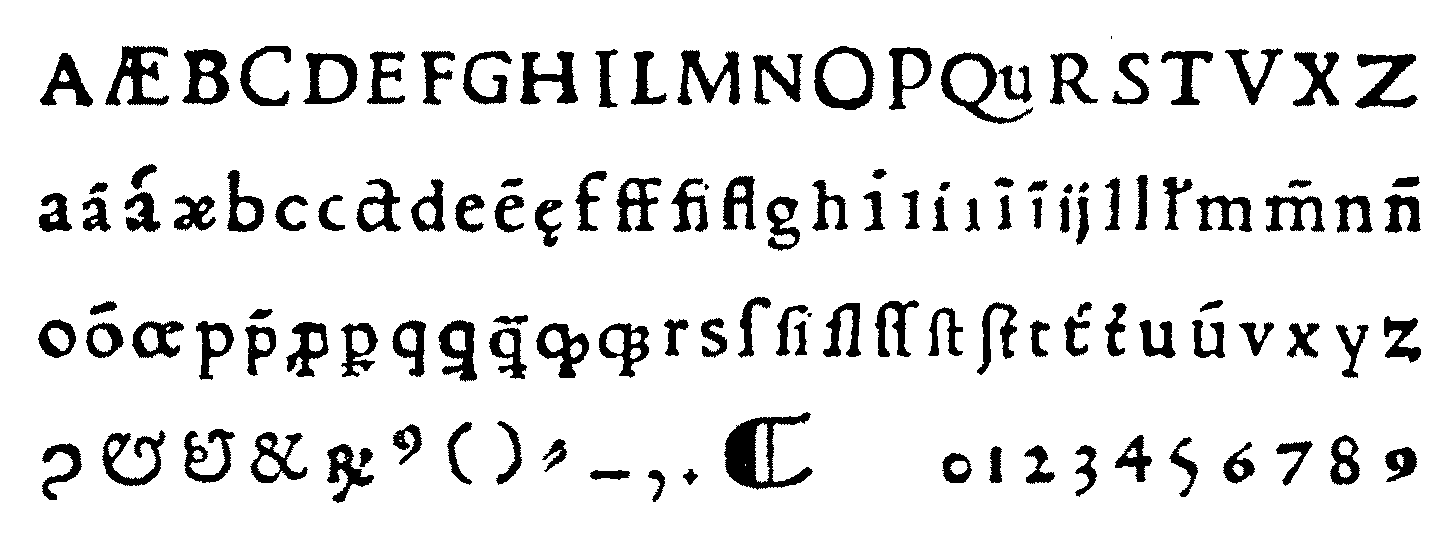 A Æ B C D E F G H I L M N O P Qu R S T V X Z
a ā á æ b c c ct d e ē ę f ff fi fl g h i ı i ı ī ī ij l l m m̄ n n̄
o ō œ p p̄ ꝓ ꝑ q ꝗ q̄ r s ſ ſi ſl ſſ ſt t u ū v x y z
ꝯ & & & ℞ ꝰ ( ) ⸗ – , . ⸿ 0 1 2 3 4 5 6 7 8 9